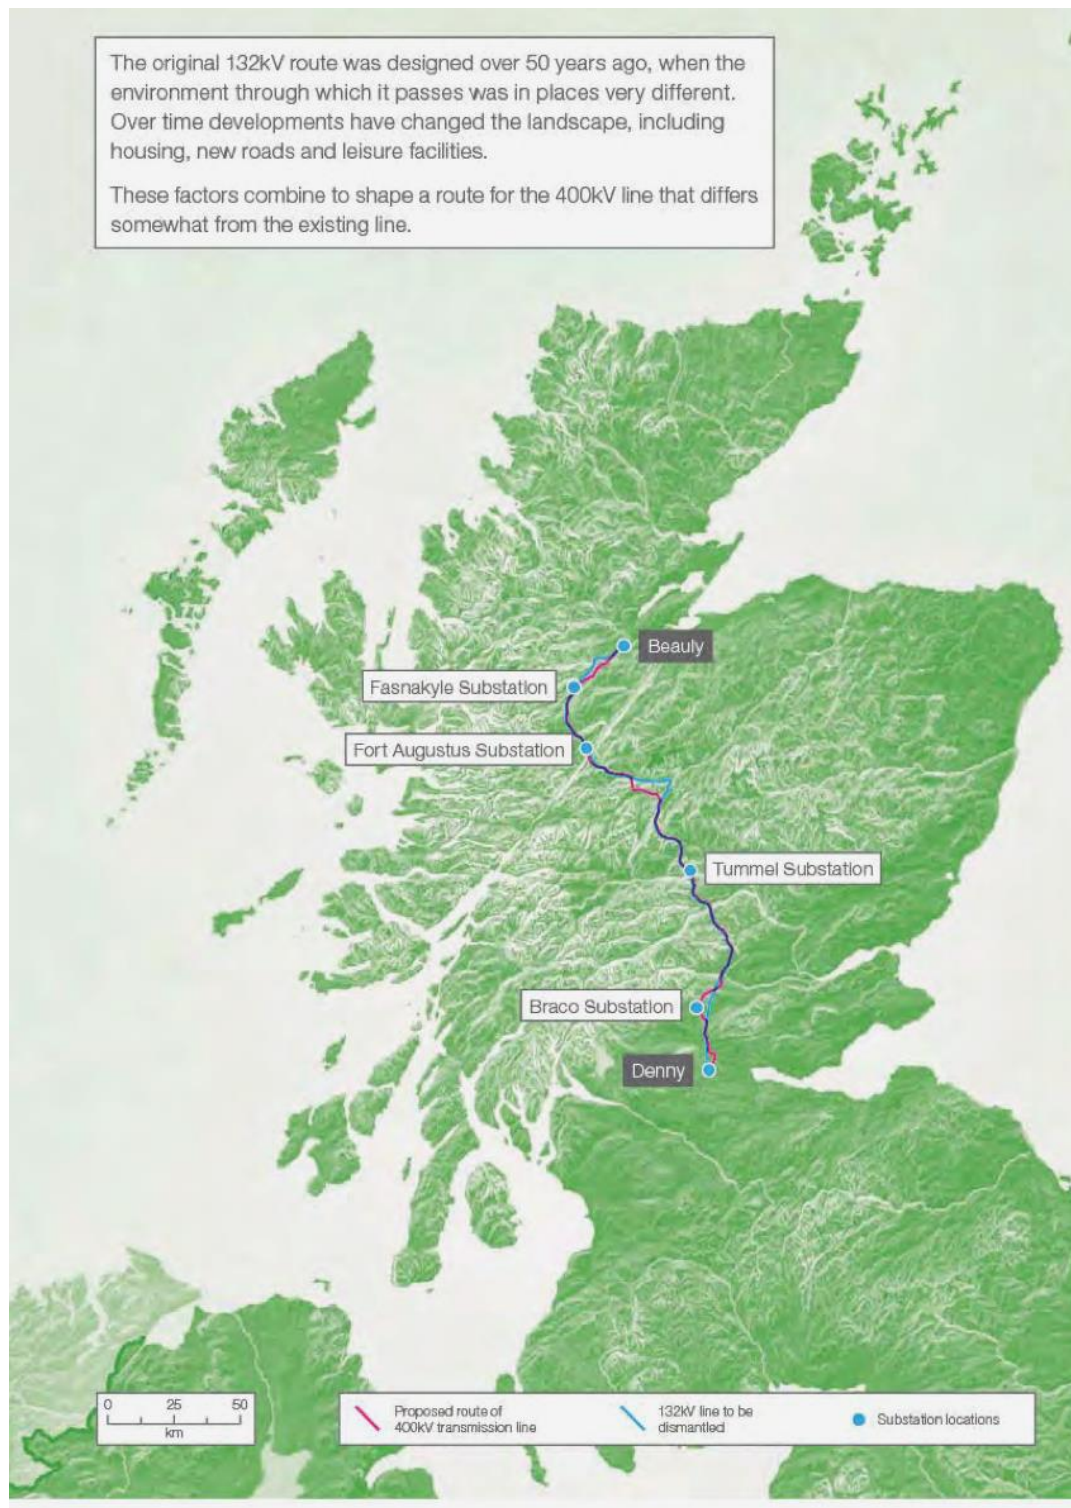 The original 132kV route was designed over 50 years ago, when the
environment through which it passes was in places very different.
Over time developments have changed the landscape, including
housing, new roads and leisure facilities.
These factors combine to shape a route for the 400kV line that differs
somewhat from the existing line.
Beauly
Fasnakyle Substation
Fort Augustus Substation
Tummel Substation
Braco Substation
Denny
0 25 50
km
Proposed route of
400kV transmission line
132kV line to be
dismantled
Substation locations